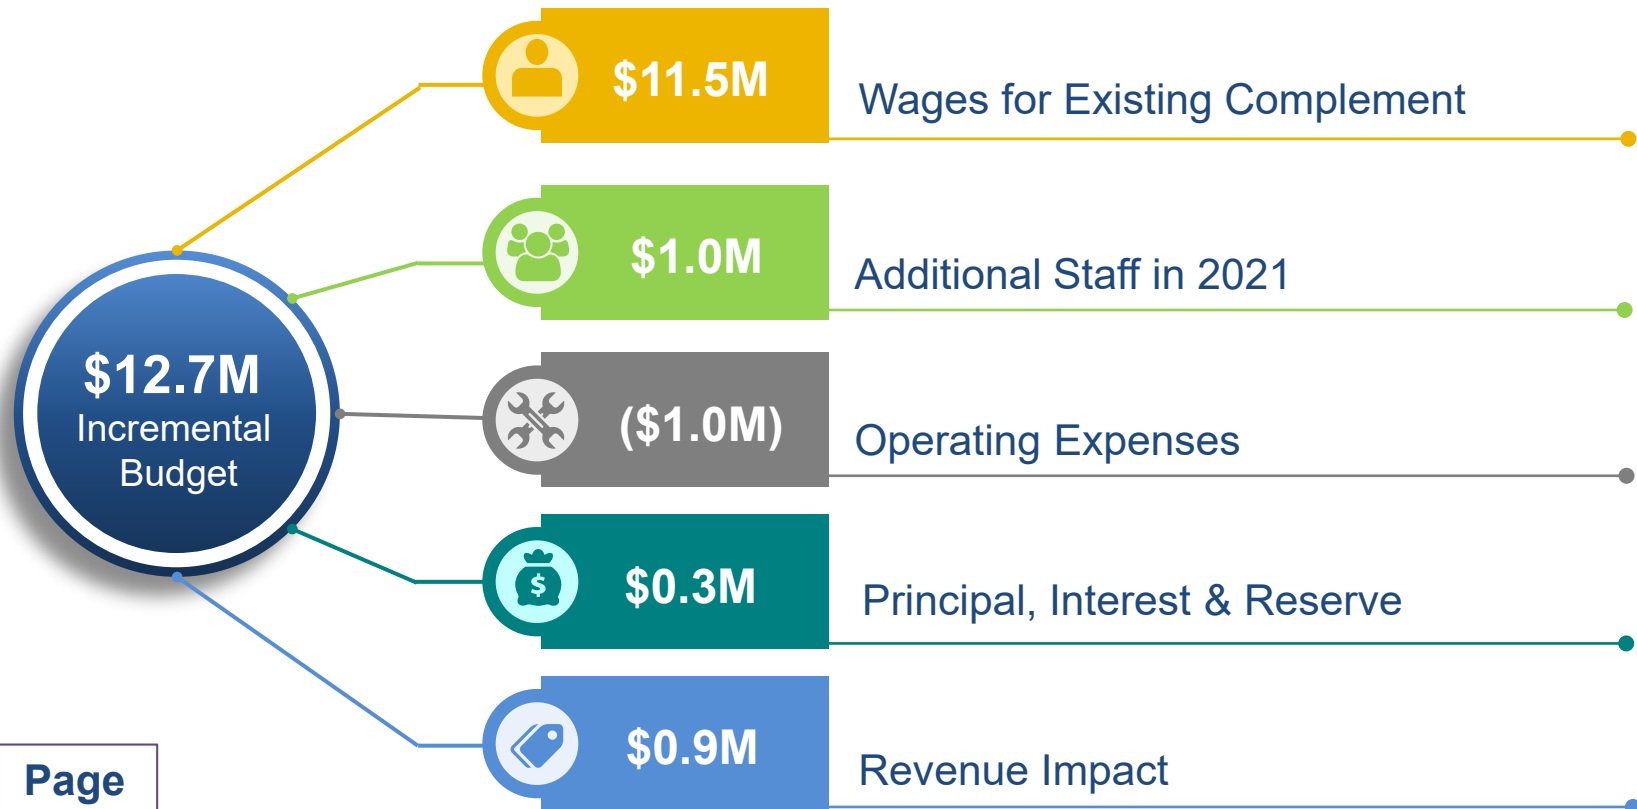 $11.5M
Wages for Existing Complement
$1.0M
Additional Staff in 2021
$12.7M
Incremental
Budget
($1.0M)
Operating Expenses
$
$0.3M
Principal, Interest & Reserve
$0.9M
Revenue Impact
Page